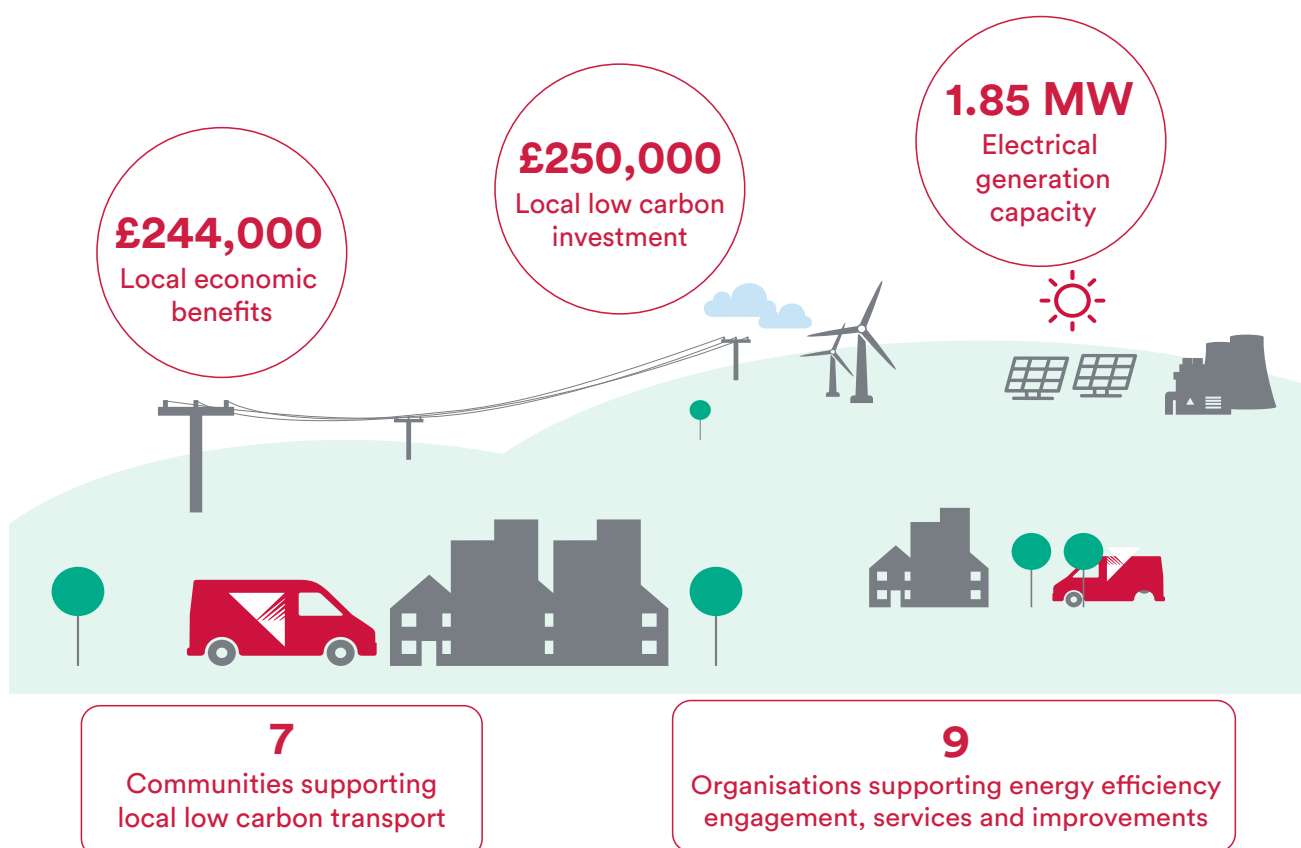 £244,000
Local economic
benefits
£250,000
Local low carbon
investment
1.85 MW
Electrical
generation
capacity
7
Communities supporting
local low carbon transport
9
Organisations supporting energy efficiency
engagement, services and improvements